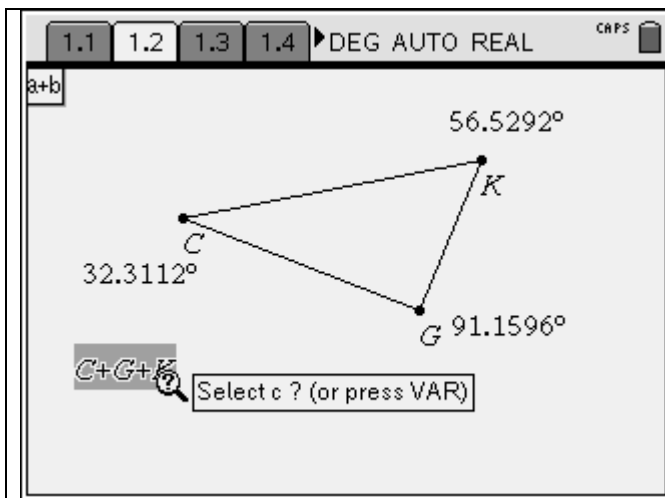 1.1 1.2 1.3 1.4 DEG AUTO REAL CAPS
a+b
56.5292°
K
C
32.3112°
G 91.1596°
C+G+K
Select c ? (or press VAR)